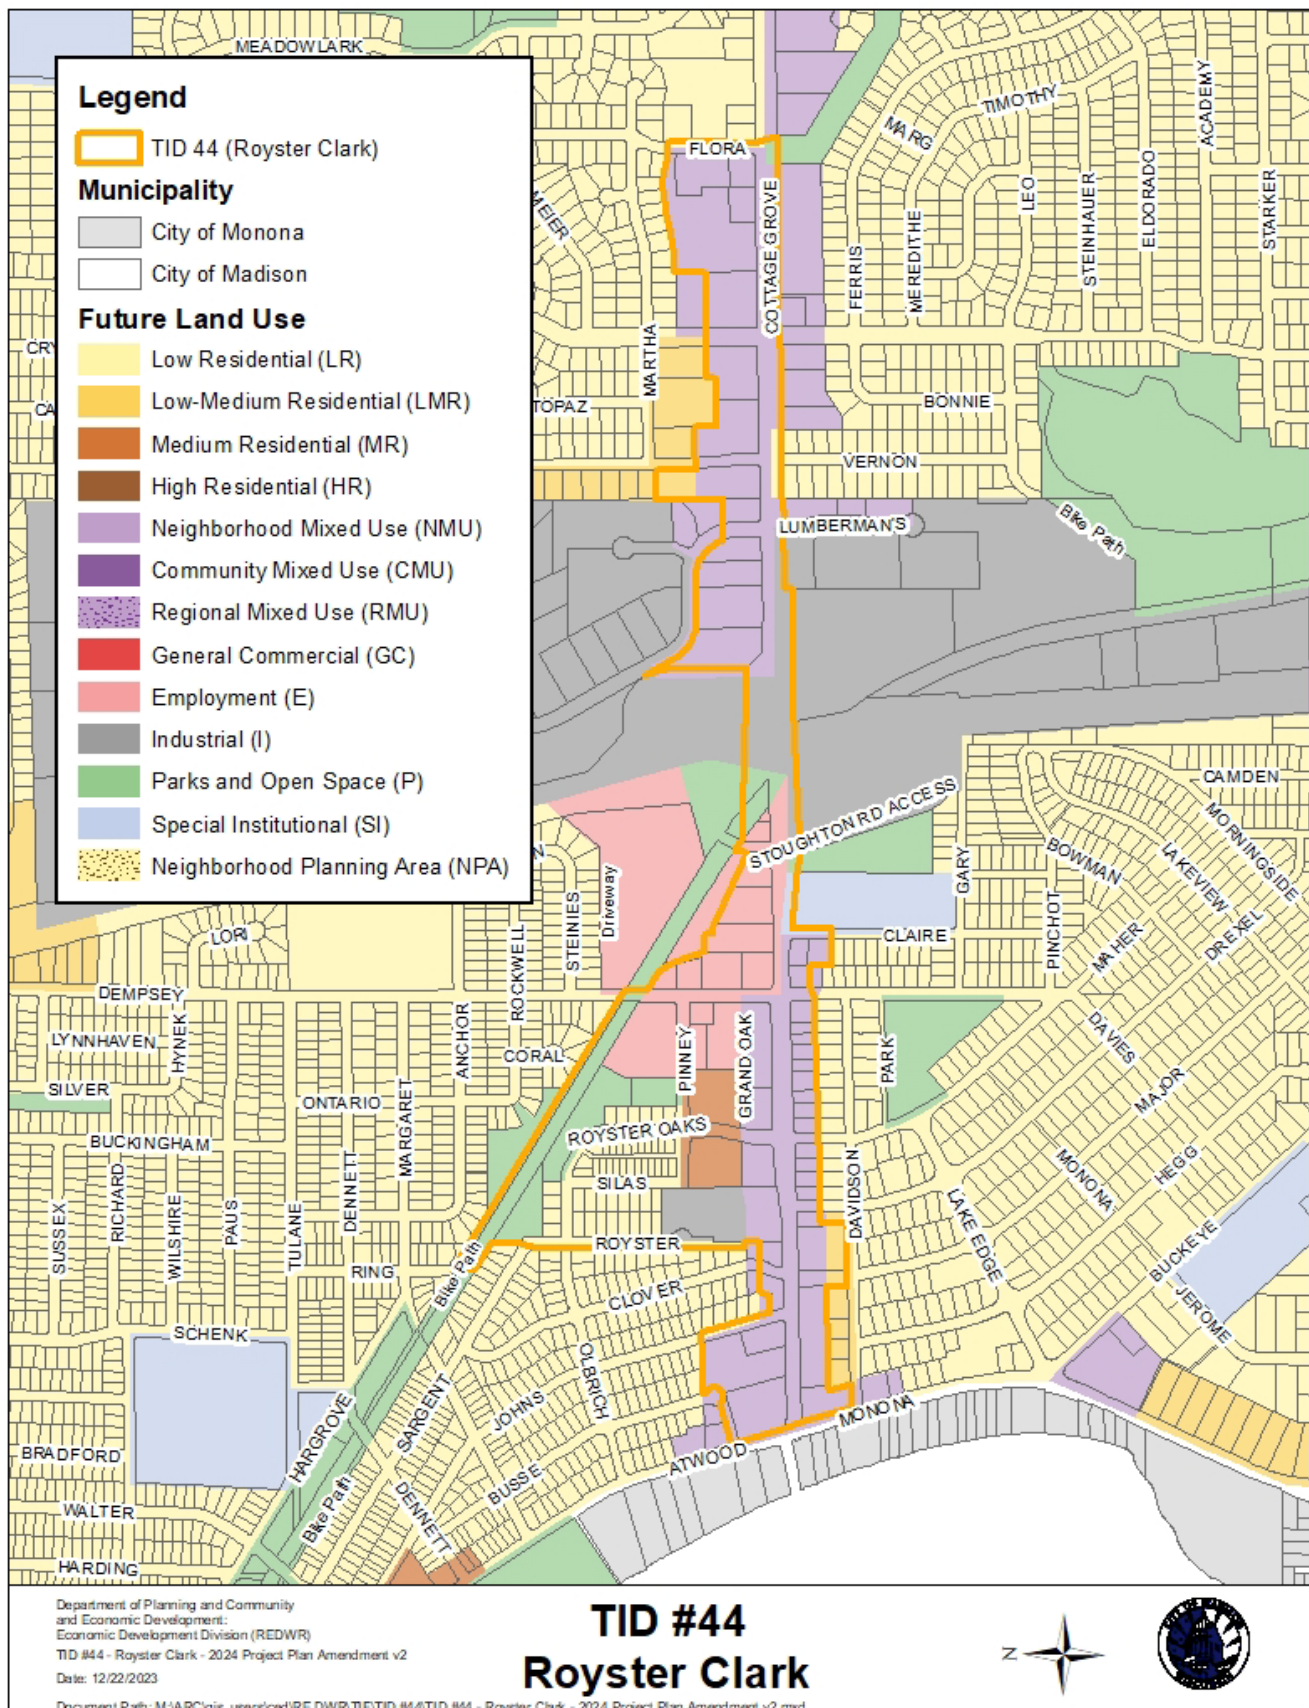 MEADOWLARK
Legend
TID 44 (Royster Clark)
Municipality
City of Monona
City of Madison
Future Land Use
Low Residential (LR)
Low-Medium Residential (LMR)
Medium Residential (MR)
High Residential (HR)
Neighborhood Mixed Use (NMU)
Community Mixed Use (CMU)
Regional Mixed Use (RMU)
General Commercial (GC)
Employment (E)
Industrial (I)
Parks and Open Space (P)
Special Institutional (SI)
Neighborhood Planning Area (NPA)
FLORA
COTTAGE GROVE
MARG
TIMOTHY
ACADEMY
MEIER
FERRIS
MEREDITHE
LEO
STEINHAUER
ELDORADO
STARKER
CRY
CA
MARTHA
TOPAZ
BONNIE
VERNON
LUMBERMAN'S
Bike Path
STOUGHTON RD ACCESS
CAMDEN
MORNINGSIDE
BOWMAN
LAKEVIEW
GARY
PINCHOT
DREXEL
MAHER
CLAIRE
N
Driveway
STEINIES
ROCKWELL
LORI
DEMPSEY
LYNNHAVEN
HYNEK
ANCHOR
CORAL
PINNEY
GRAND OAK
PARK
DAVIES
MAJOR
SILVER
ONTARIO
MARGARET
BUCKINGHAM
ROYSTER OAKS
SILAS
DAVIDSON
MONONA
HEGG
SUSSEX
RICHARD
WILSHIRE
PAUS
TULANE
DENNETT
LAKE EDGE
BUCKEYE
JEROME
ROYSTER
RING
Bike Path
CLOVER
SCHENK
OLBRICH
JOHNS
SARGENT
HARGROVE
MONONA
ATWOOD
BRADFORD
BUSSE
WALTER
Bike Path
DENNETT
HARDING
Department of Planning and Community
and Economic Development:
Economic Development Division (REDWR)
TID #44 - Royster Clark - 2024 Project Plan Amendment v2
Date: 12/22/2023
TID #44
Royster Clark
N